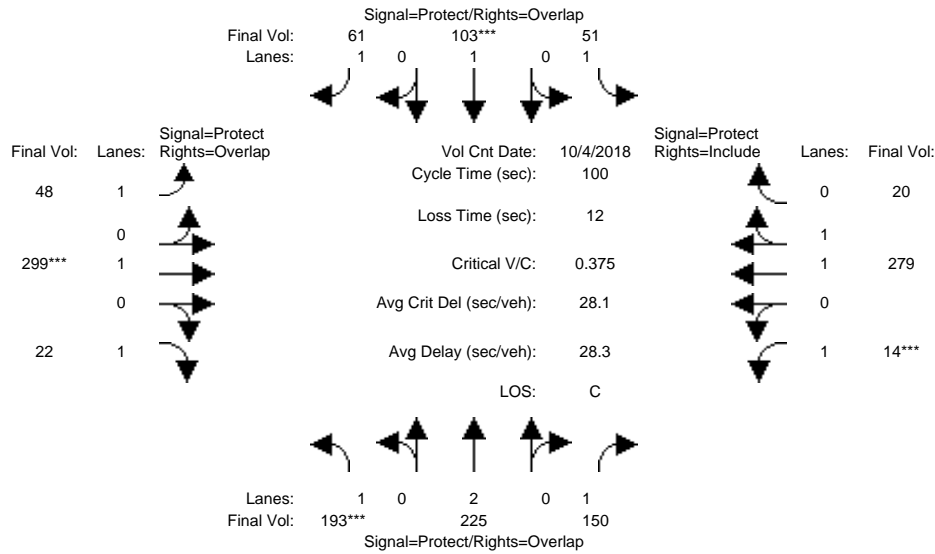 Signal=Protect/Rights=Overlap
Final Vol: 61 103*** 51
Lanes: 1 0 1 0 1
Signal=Protect
Final Vol: Lanes: Rights=Overlap
Vol Cnt Date: 10/4/2018
Signal=Protect
Rights=Include Lanes: Final Vol:
Cycle Time (sec): 100
48 1
0 20
Loss Time (sec): 12
0
1
299*** 1
Critical V/C: 0.375
1 279
0
Avg Crit Del (sec/veh): 28.1
0
22 1
Avg Delay (sec/veh): 28.3
1 14***
LOS: C
Lanes: 1 0 2 0 1
Final Vol: 193*** 225 150
Signal=Protect/Rights=Overlap